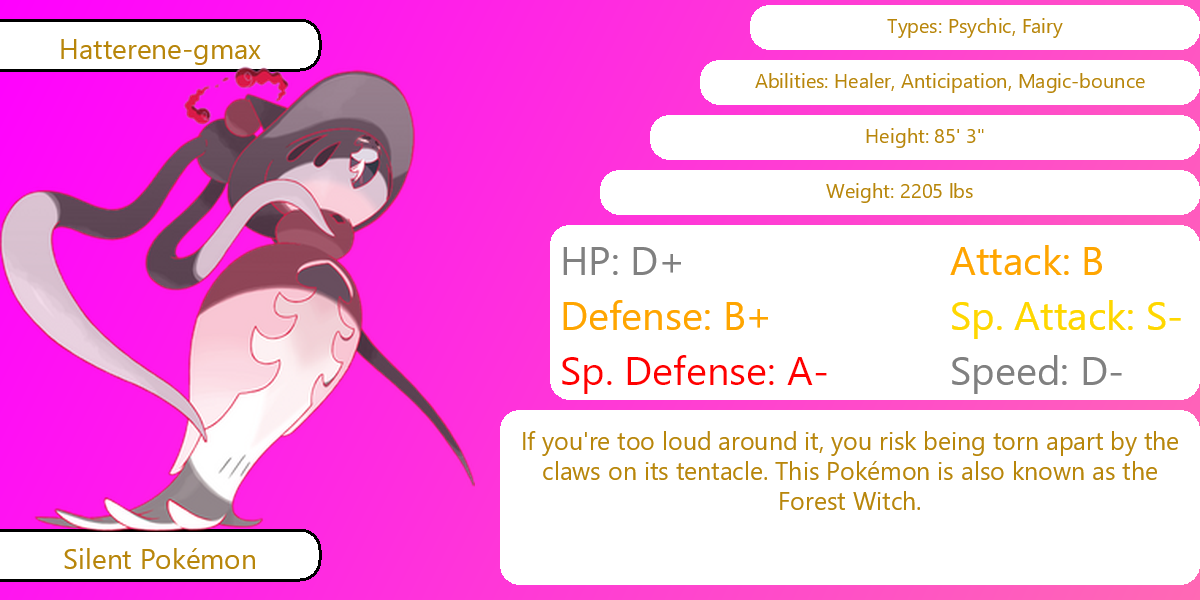 Hatterene-gmax
Types: Psychic, Fairy
Abilities: Healer, Anticipation, Magic-bounce
Height: 85' 3"
Weight: 2205 lbs
HP: D+
Attack: B
Defense: B+
Sp. Attack: S-
Sp. Defense: A-
Speed: D-
If you're too loud around it, you risk being torn apart by the
claws on its tentacle. This Pokémon is also known as the
Forest Witch.
Silent Pokémon